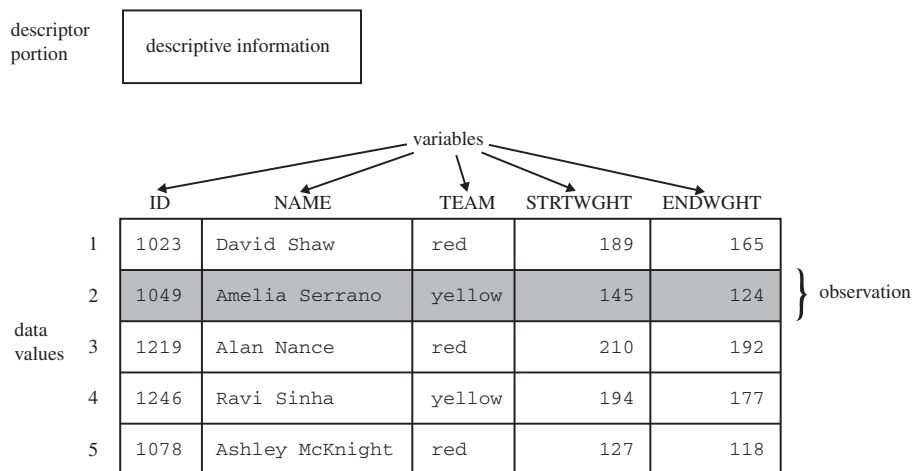 descriptor
portion
descriptive information
variables
ID NAME TEAM STRTWGHT ENDWGHT
1 1023 David Shaw red 189 165
2 1049 Amelia Serrano yellow 145 124
observation
data
values
3 1219 Alan Nance red 210 192
4 1246 Ravi Sinha yellow 194 177
5 1078 Ashley McKnight red 127 118